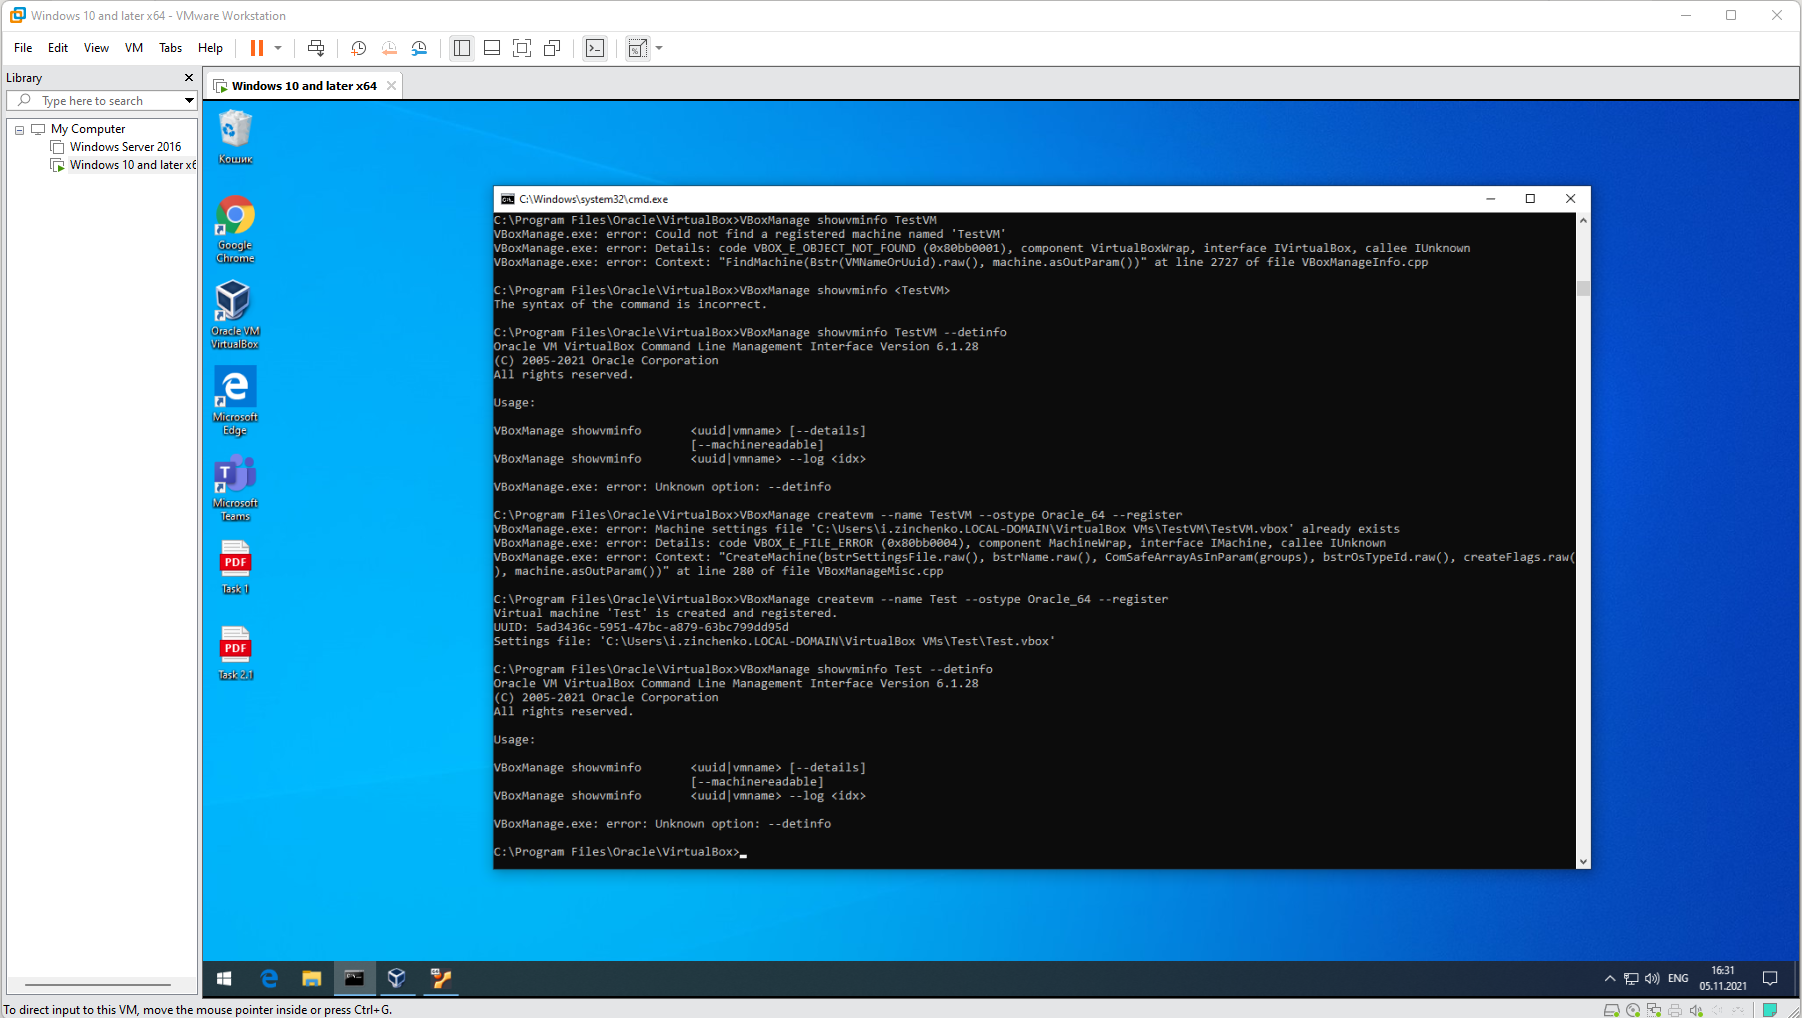 Windows 10 and later x64 - VMware Workstation
File Edit View VM Tabs Help
Library
Type here to search
My Computer
Windows Server 2016
Windows 10 and later x6
Windows 10 and later x64
Кошик
Google
Chrome
Oracle VM
VirtualBox
Microsoft
Edge
Microsoft
Teams
PDF
Task 1
PDF
Task 2.1
C:\Windows\system32\cmd.exe
C:\Program Files\Oracle\VirtualBox>VBoxManage showvminfo TestVM
VBoxManage.exe: error: Could not find a registered machine named 'TestVM'
VBoxManage.exe: error: Details: code VBOX_E_OBJECT_NOT_FOUND (0x80bb0001), component VirtualBoxWrap, interface IVirtualBox, callee IUnknown
VBoxManage.exe: error: Context: "FindMachine(Bstr(VMNameOrUuid).raw(), machine.asOutParam())" at line 2727 of file VBoxManageInfo.cpp
C:\Program Files\Oracle\VirtualBox>VBoxManage showvminfo <TestVM>
The syntax of the command is incorrect.
C:\Program Files\Oracle\VirtualBox>VBoxManage showvminfo TestVM --detinfo
Oracle VM VirtualBox Command Line Management Interface Version 6.1.28
(C) 2005-2021 Oracle Corporation
All rights reserved.
Usage:
VBoxManage showvminfo       <uuid|vmname> [--details]
[--machinereadable]
VBoxManage showvminfo       <uuid|vmname> --log <idx>
VBoxManage.exe: error: Unknown option: --detinfo
C:\Program Files\Oracle\VirtualBox>VBoxManage createvm --name TestVM --ostype Oracle_64 --register
VBoxManage.exe: error: Machine settings file 'C:\Users\i.zinchenko.LOCAL-DOMAIN\VirtualBox VMs\TestVM\TestVM.vbox' already exists
VBoxManage.exe: error: Details: code VBOX_E_FILE_ERROR (0x80bb0004), component MachineWrap, interface IMachine, callee IUnknown
VBoxManage.exe: error: Context: "CreateMachine(bstrSettingsFile.raw(), bstrName.raw(), ComSafeArrayAsInParam(groups), bstrOsTypeId.raw(), createFlags.raw(
), machine.asOutParam())" at line 280 of file VBoxManageMisc.cpp
C:\Program Files\Oracle\VirtualBox>VBoxManage createvm --name Test --ostype Oracle_64 --register
Virtual machine 'Test' is created and registered.
UUID: 5ad3436c-5951-47bc-a879-63bc799dd95d
Settings file: 'C:\Users\i.zinchenko.LOCAL-DOMAIN\VirtualBox VMs\Test\Test.vbox'
C:\Program Files\Oracle\VirtualBox>VBoxManage showvminfo Test --detinfo
Oracle VM VirtualBox Command Line Management Interface Version 6.1.28
(C) 2005-2021 Oracle Corporation
All rights reserved.
Usage:
VBoxManage showvminfo       <uuid|vmname> [--details]
[--machinereadable]
VBoxManage showvminfo       <uuid|vmname> --log <idx>
VBoxManage.exe: error: Unknown option: --detinfo
C:\Program Files\Oracle\VirtualBox>
ENG
16:31
05.11.2021
To direct input to this VM, move the mouse pointer inside or press Ctrl+G.